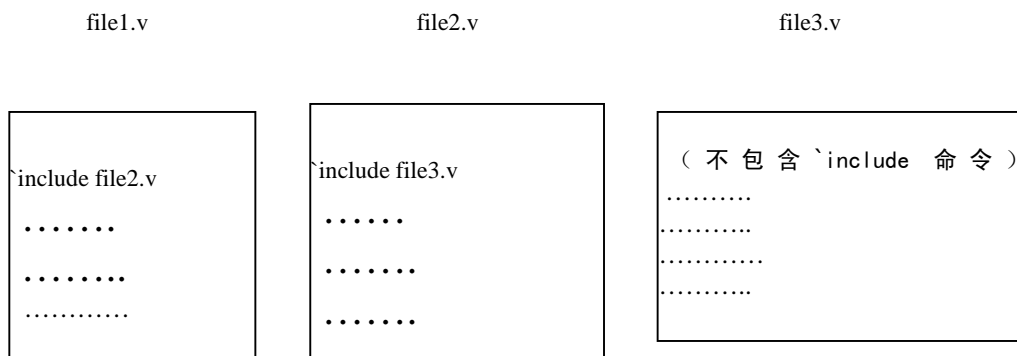 file1.v
file2.v
file3.v
`include file2.v
.......
........
............
`include file3.v
......
.......
.......
（ 不 包 含 `include 命 令 ）
..........
...........
............
...........